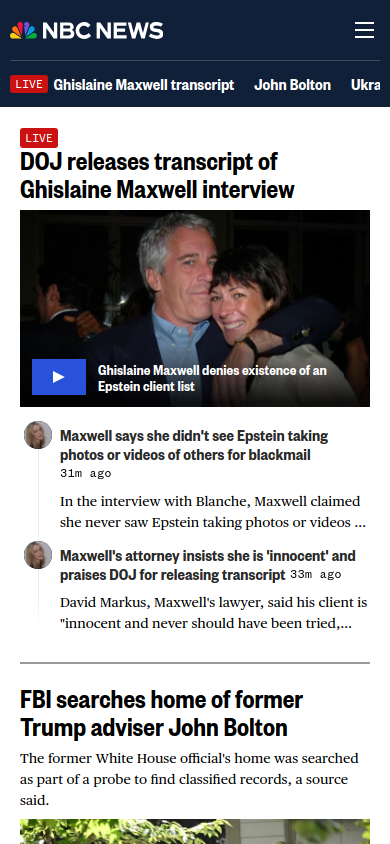 NBC NEWS
LIVE Ghislaine Maxwell transcript John Bolton Ukra
LIVE
DOJ releases transcript of
Ghislaine Maxwell interview
Ghislaine Maxwell denies existence of an
Epstein client list
Maxwell says she didn't see Epstein taking
photos or videos of others for blackmail
31m ago
In the interview with Blanche, Maxwell claimed
she never saw Epstein taking photos or videos ...
Maxwell's attorney insists she is 'innocent' and
praises DOJ for releasing transcript 33m ago
David Markus, Maxwell's lawyer, said his client is
"innocent and never should have been tried,...
FBI searches home of former
Trump adviser John Bolton
The former White House official's home was searched
as part of a probe to find classified records, a source
said.